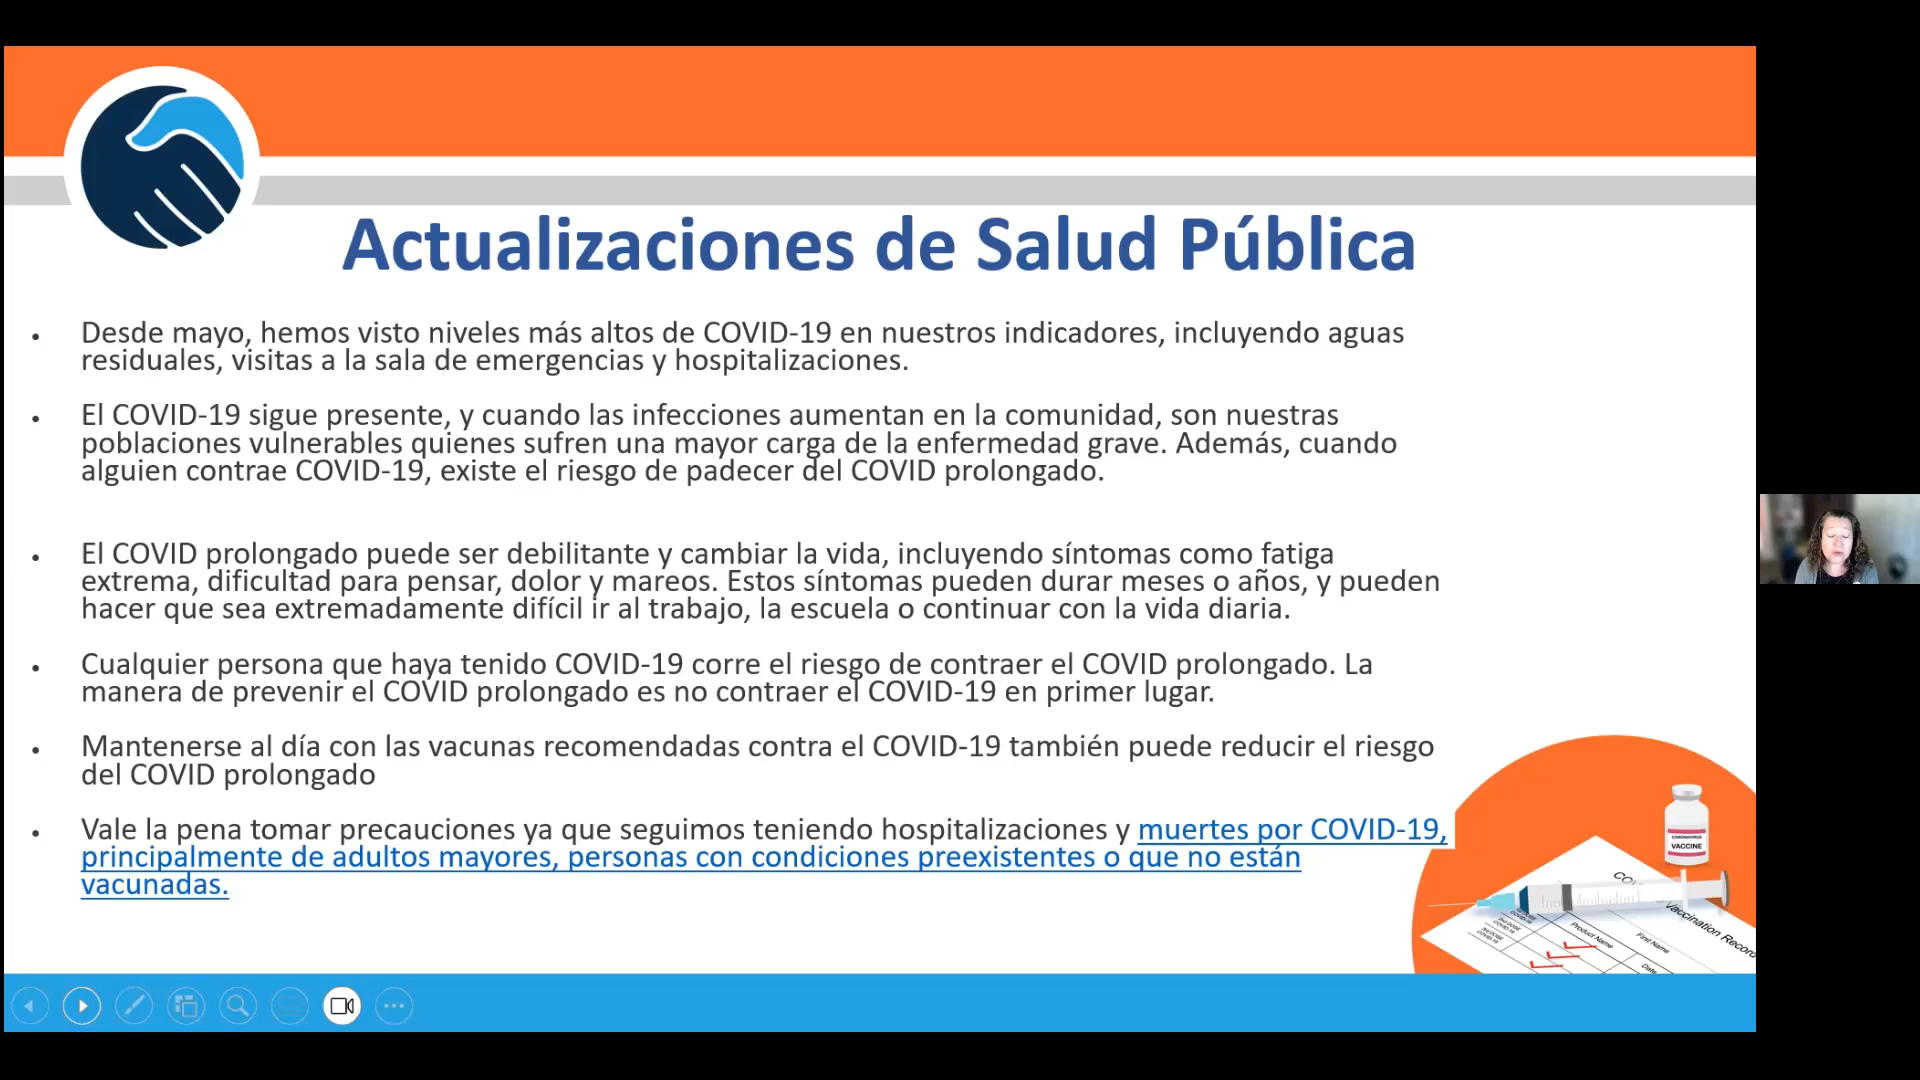 Actualizaciones de Salud Pública
• Desde mayo, hemos visto niveles más altos de COVID-19 en nuestros indicadores, incluyendo aguas
residuales, visitas a la sala de emergencias y hospitalizaciones.
• El COVID-19 sigue presente, y cuando las infecciones aumentan en la comunidad, son nuestras
poblaciones vulnerables quienes sufren una mayor carga de la enfermedad grave. Además, cuando
alguien contrae COVID-19, existe el riesgo de padecer del COVID prolongado.
• El COVID prolongado puede ser debilitante y cambiar la vida, incluyendo síntomas como fatiga
extrema, dificultad para pensar, dolor y mareos. Estos síntomas pueden durar meses o años, y pueden
hacer que sea extremadamente difícil ir al trabajo, la escuela o continuar con la vida diaria.
• Cualquier persona que haya tenido COVID-19 corre el riesgo de contraer el COVID prolongado. La
manera de prevenir el COVID prolongado es no contraer el COVID-19 en primer lugar.
• Mantenerse al día con las vacunas recomendadas contra el COVID-19 también puede reducir el riesgo
del COVID prolongado
• Vale la pena tomar precauciones ya que seguimos teniendo hospitalizaciones y muertes por COVID-19,
principalmente de adultos mayores, personas con condiciones preexistentes o que no están
vacunadas.
CORONAVIRUS
VACCINE
Vaccination Record
Product Name
First Name